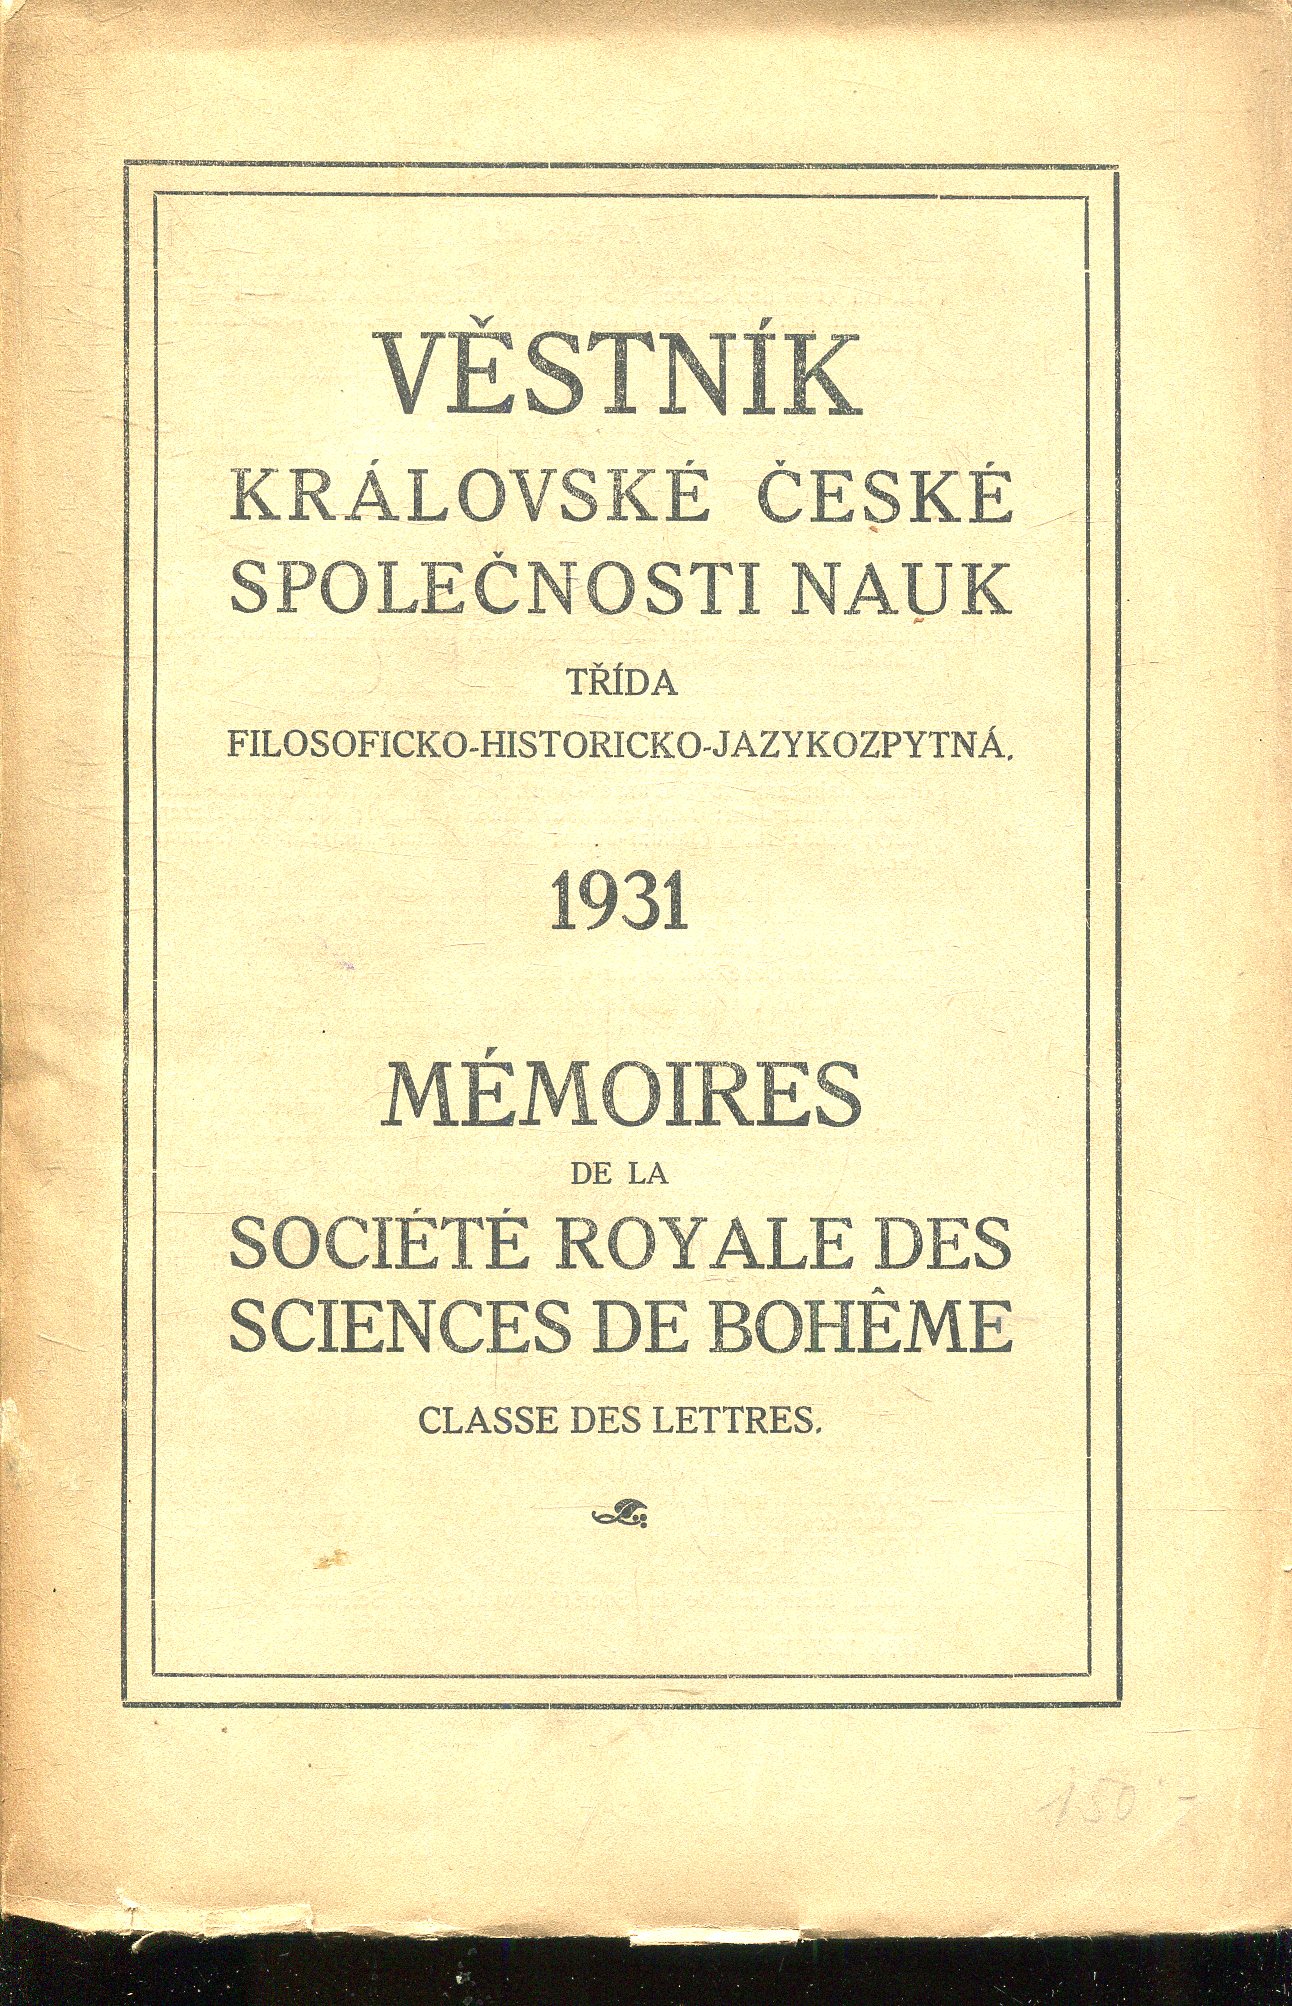 VĚSTNÍK
KRÁLOVSKÉ ČESKÉ
SPOLEČNOSTI NAUK
TŘÍDA
FILOSOFICKO-HISTORICKO-JAZYKOZPYTNÁ.
1931
MÉMOIRES
DE LA
SOCIÉTÉ ROYALE DES
SCIENCES DE BOHÊME
CLASSE DES LETTRES.
150 -